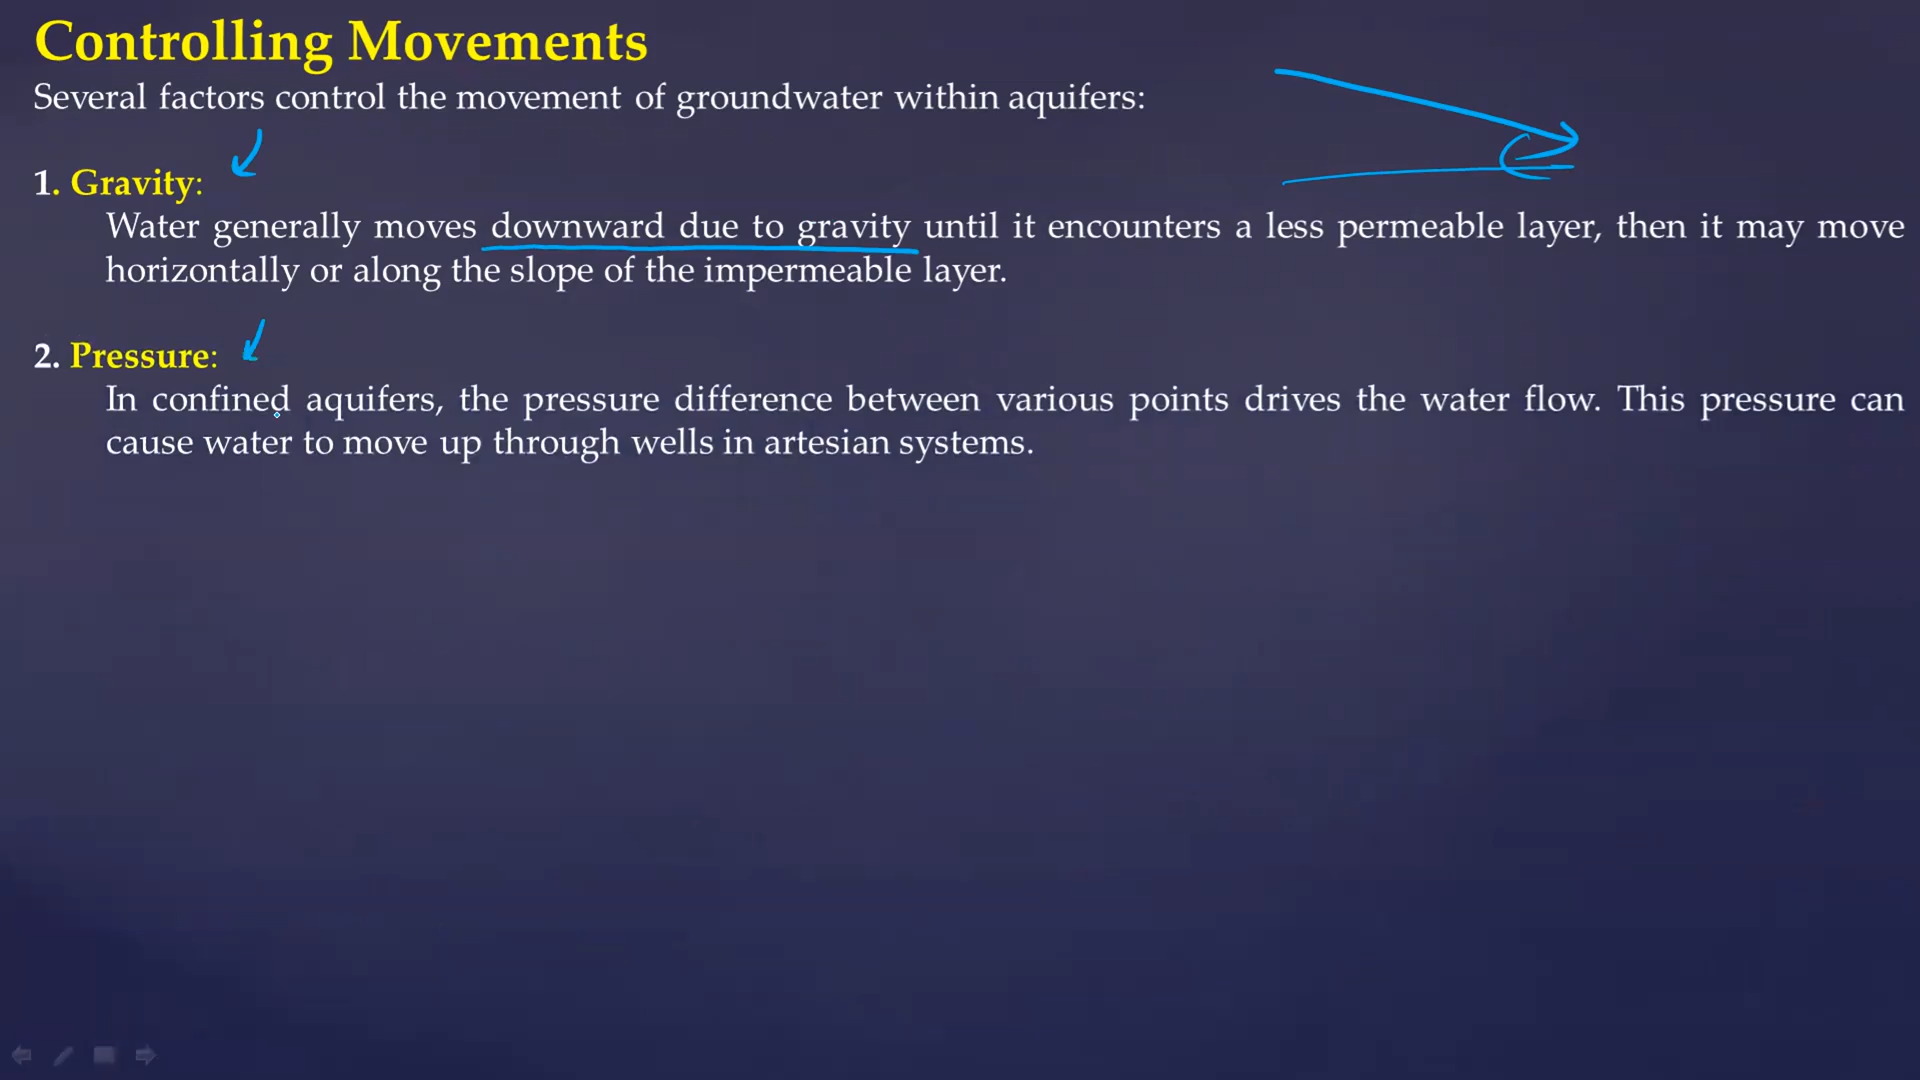 Controlling Movements
Several factors control the movement of groundwater within aquifers:
1. Gravity:
Water generally moves downward due to gravity until it encounters a less permeable layer, then it may move
horizontally or along the slope of the impermeable layer.
2. Pressure:
In confined aquifers, the pressure difference between various points drives the water flow. This pressure can
cause water to move up through wells in artesian systems.